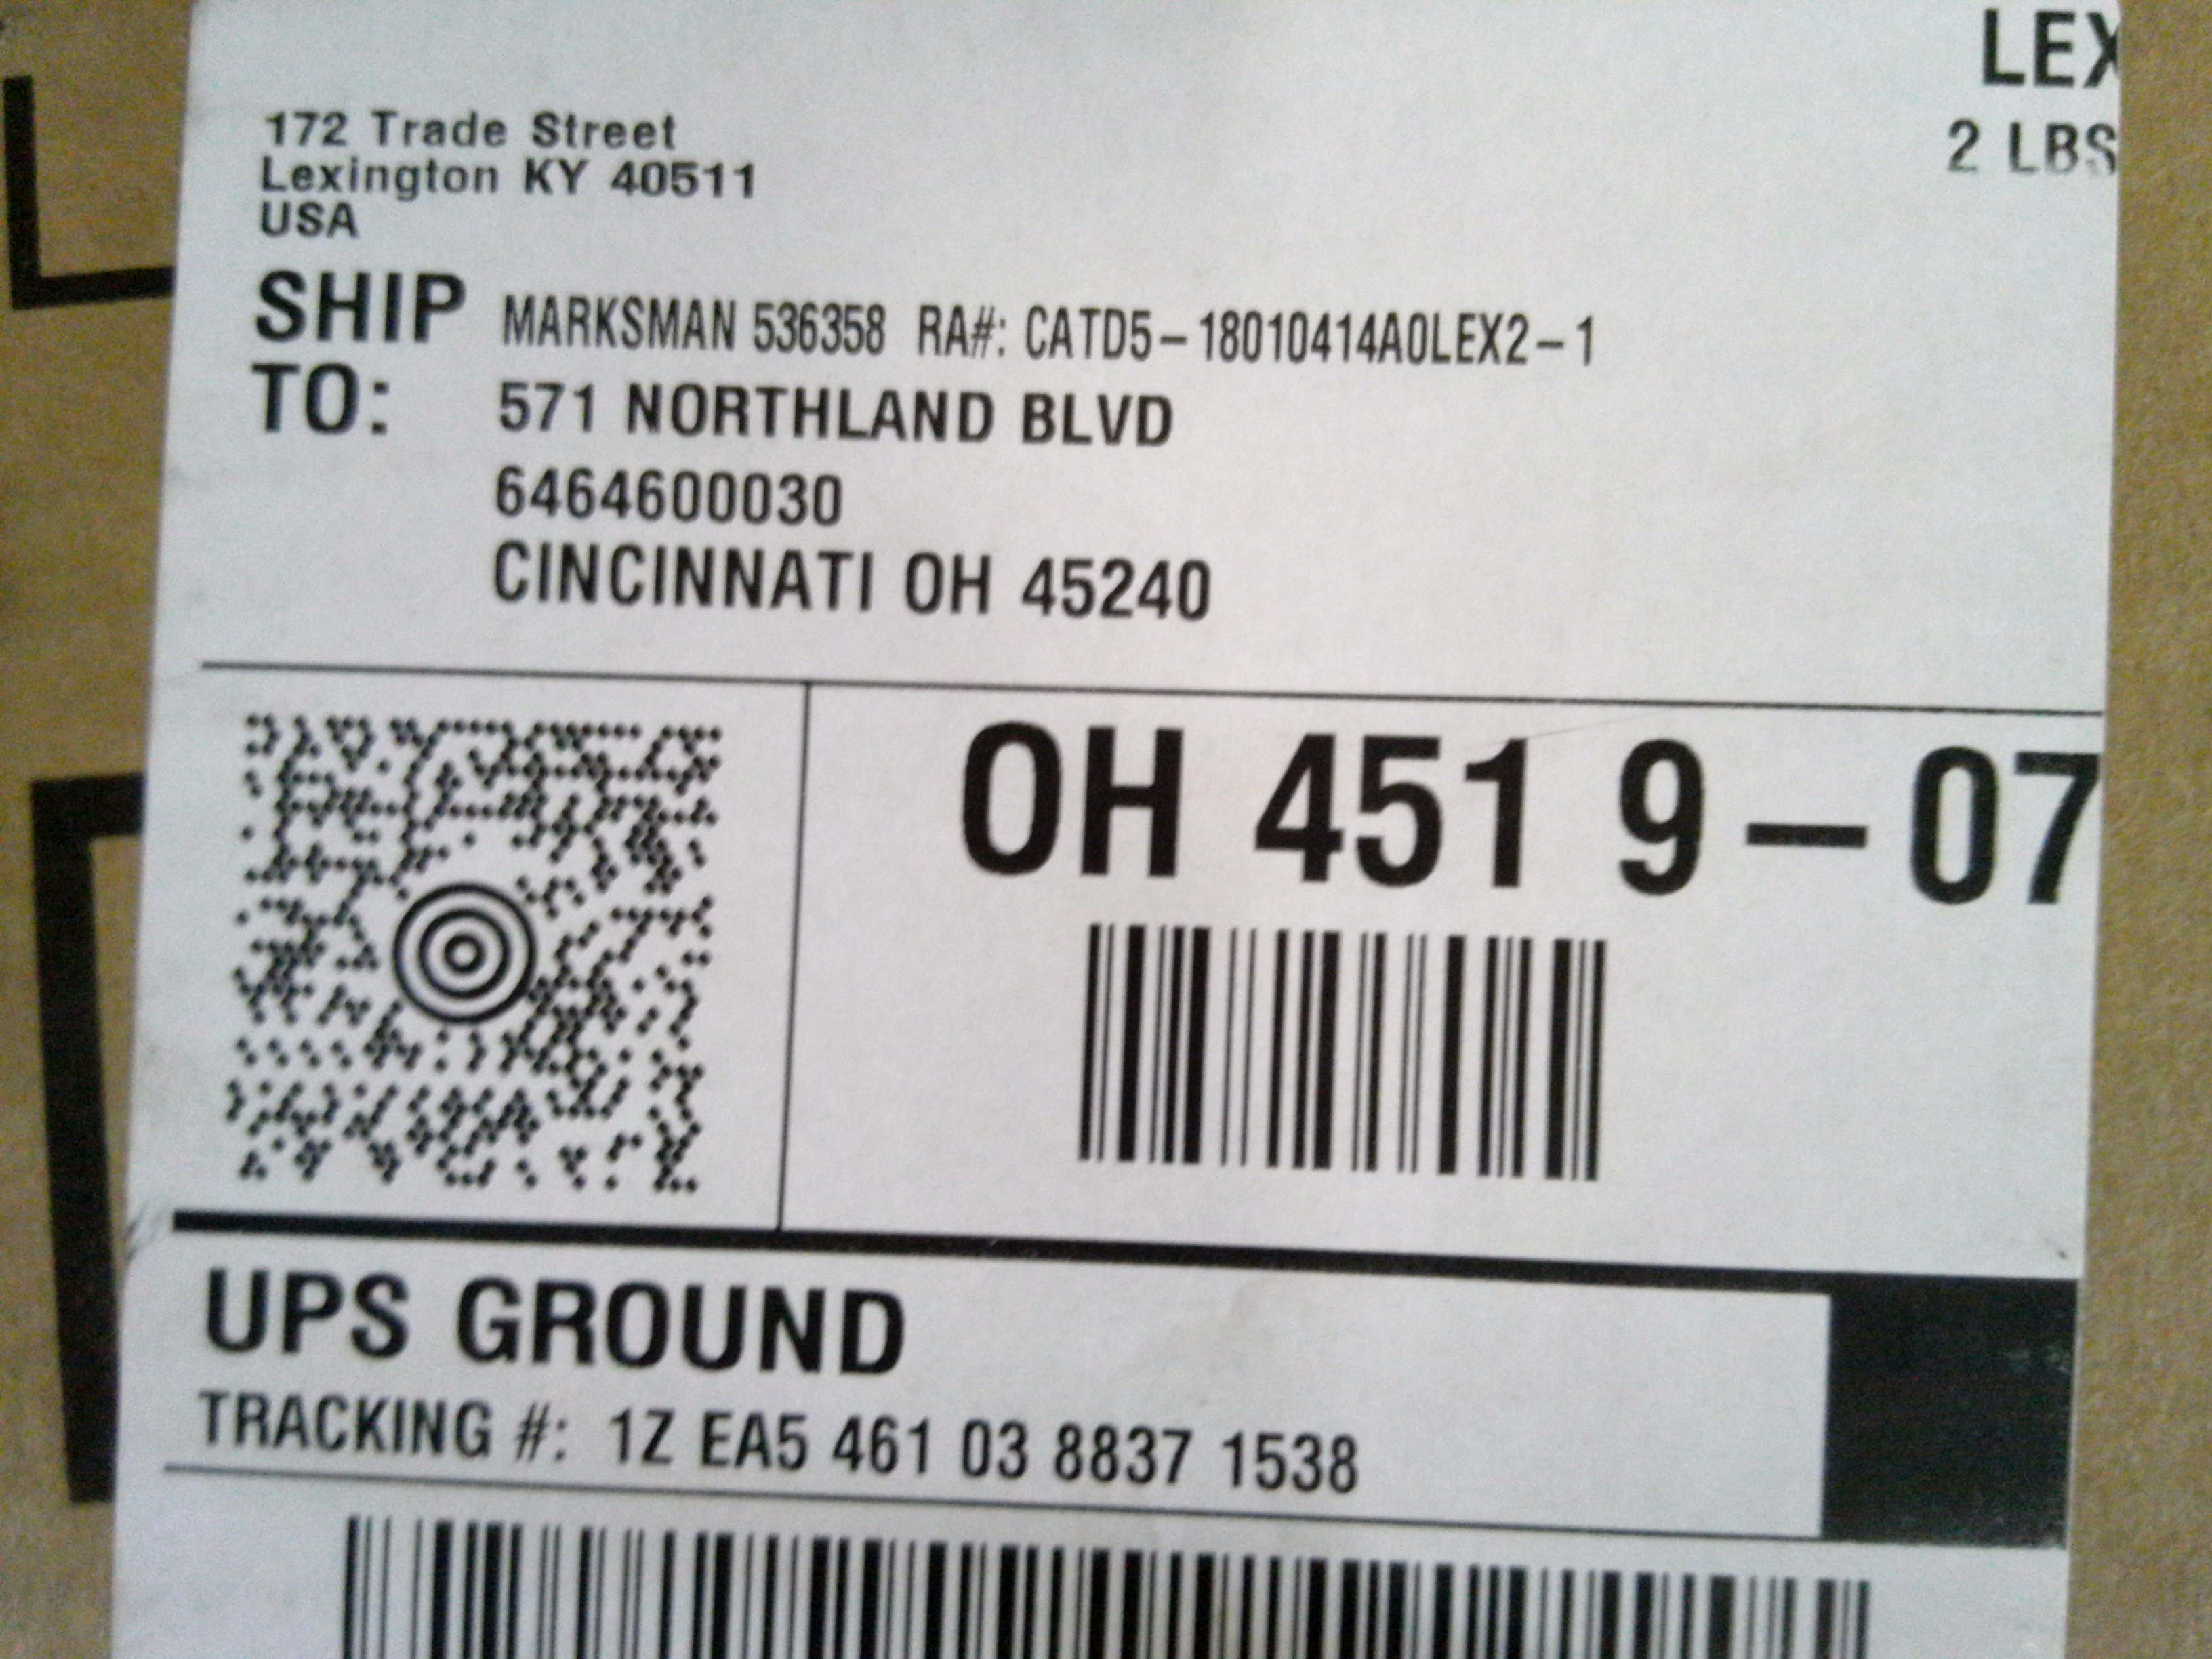 LEX
2 LBS
172 Trade Street
Lexington KY 40511
USA
SHIP TO:
MARKSMAN 536358 RA#: CATD5-18010414A0LEX2-1
571 NORTHLAND BLVD
6464600030
CINCINNATI OH 45240
OH 451 9-07
UPS GROUND
TRACKING #: 1Z EA5 461 03 8837 1538